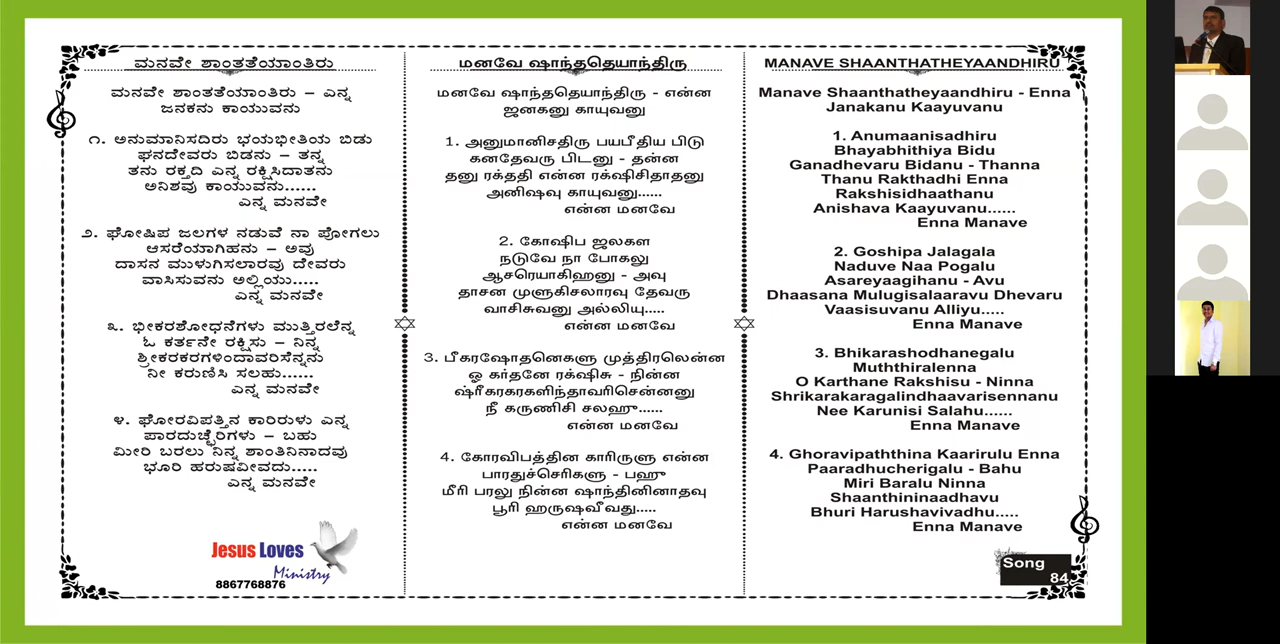 ಮನವೇ ಶಾಂತತೆಯಾಂತಿರು
ಮನವೇ ಶಾಂತತೆಯಾಂತಿರು – ಎನ್ನ
ಜನಕನು ಕಾಯುವನು
೧. ಅನುಮಾನಿಸದಿರು ಭಯಭೀತಿಯ ಬಿಡು
ಘನದೇವರು ಬಿಡನು – ತನ್ನ
ತನು ರಕ್ತದಿ ಎನ್ನ ರಕ್ಷಿಸಿದಾತನು
ಅನಿಶವು ಕಾಯುವನು......
ಎನ್ನ ಮನವೇ
೨. ಘೋಷಿಪ ಜಲಗಳ ನಡುವೆ ನಾ ಪೋಗಲು
ಆಸರೆಯಾಗಿಹನು – ಅವು
ದಾಸನ ಮುಳುಗಿಸಲಾರವು ದೇವರು
ವಾಸಿಸುವನು ಅಲ್ಲಿಯು.....
ಎನ್ನ ಮನವೇ
೩. ಭೀಕರಶೋಧನೆಗಳು ಮುತ್ತಿರಲೆನ್ನ
ಓ ಕರ್ತನೇ ರಕ್ಷಿಸು – ನಿನ್ನ
ಶ್ರೀಕರಕರಗಳಿಂದಾವರಿಸೆನ್ನನು
ನೀ ಕರುಣಿಸಿ ಸಲಹು......
ಎನ್ನ ಮನವೇ
೪. ಘೋರವಿಪತ್ತಿನ ಕಾರಿರುಳು ಎನ್ನ
ಪಾರದುಚ್ಛೆರಿಗಳು – ಬಹು
ಮೀರಿ ಬರಲು ನಿನ್ನ ಶಾಂತಿನಿನಾದವು
ಭೂರಿ ಹರುಷವೀವದು.....
ಎನ್ನ ಮನವೇ
Jesus Loves
Ministry
8867768876
மனவே ஷாந்ததெயாந்திரு
மனவே ஷாந்ததெயாந்திரு - என்ன
ஜனகனு காயுவனு
1. அனுமானிசதிரு பயபீதிய பிடு
கனதேவரு பிடனு - தன்ன
தனு ரக்ததி என்ன ரக்ஷிசிதாதனு
அனிஷவு காயுவனு......
என்ன மனவே
2. கோஷிப ஜலகள
நடுவே நா போகலு
ஆசரெயாகிஹனு - அவு
தாசன முளுகிசலாரவு தேவரு
வாசிசுவனு அல்லியு.....
என்ன மனவே
3. பீகரஷோதனெகளு முத்திரலென்ன
ஓ கர்தனே ரக்ஷிசு - நின்ன
ஷ்ரீகரகரகளிந்தாவரிசென்னனு
நீ கருணிசி சலஹு......
என்ன மனவே
4. கோரவிபத்தின காரிருளு என்ன
பாரதுச்செரிகளு - பஹு
மீரி பரலு நின்ன ஷாந்தினினாதவு
பூரி ஹருஷவீவது.....
என்ன மனவே
MANAVE SHAANTHATHEYAANDHIRU
Manave Shaanthatheyaandhiru - Enna
Janakanu Kaayuvanu
1. Anumaanisadhiru
Bhayabhithiya Bidu
Ganadhevaru Bidanu - Thanna
Thanu Rakthadhi Enna
Rakshisidhaathanu
Anishava Kaayuvanu......
Enna Manave
2. Goshipa Jalagala
Naduve Naa Pogalu
Asareyaagihanu - Avu
Dhaasana Mulugisalaaravu Dhevaru
Vaasisuvanu Alliyu.....
Enna Manave
3. Bhikarashodhanegalu
Muththiralenna
O Karthane Rakshisu - Ninna
Shrikarakaragalindhaavarisennanu
Nee Karunisi Salahu......
Enna Manave
4. Ghoravipaththina Kaarirulu Enna
Paaradhucherigalu - Bahu
Miri Baralu Ninna
Shaanthininaadhavu
Bhuri Harushavivadhu.....
Enna Manave
Song
84